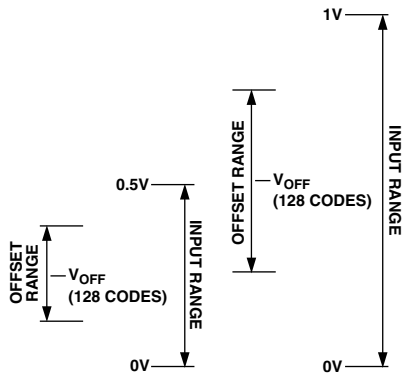 1V
OFFSET RANGE
V_OFF
(128 CODES)
INPUT RANGE
0.5V
OFFSET
RANGE
V_OFF
(128 CODES)
INPUT RANGE
0V
0V